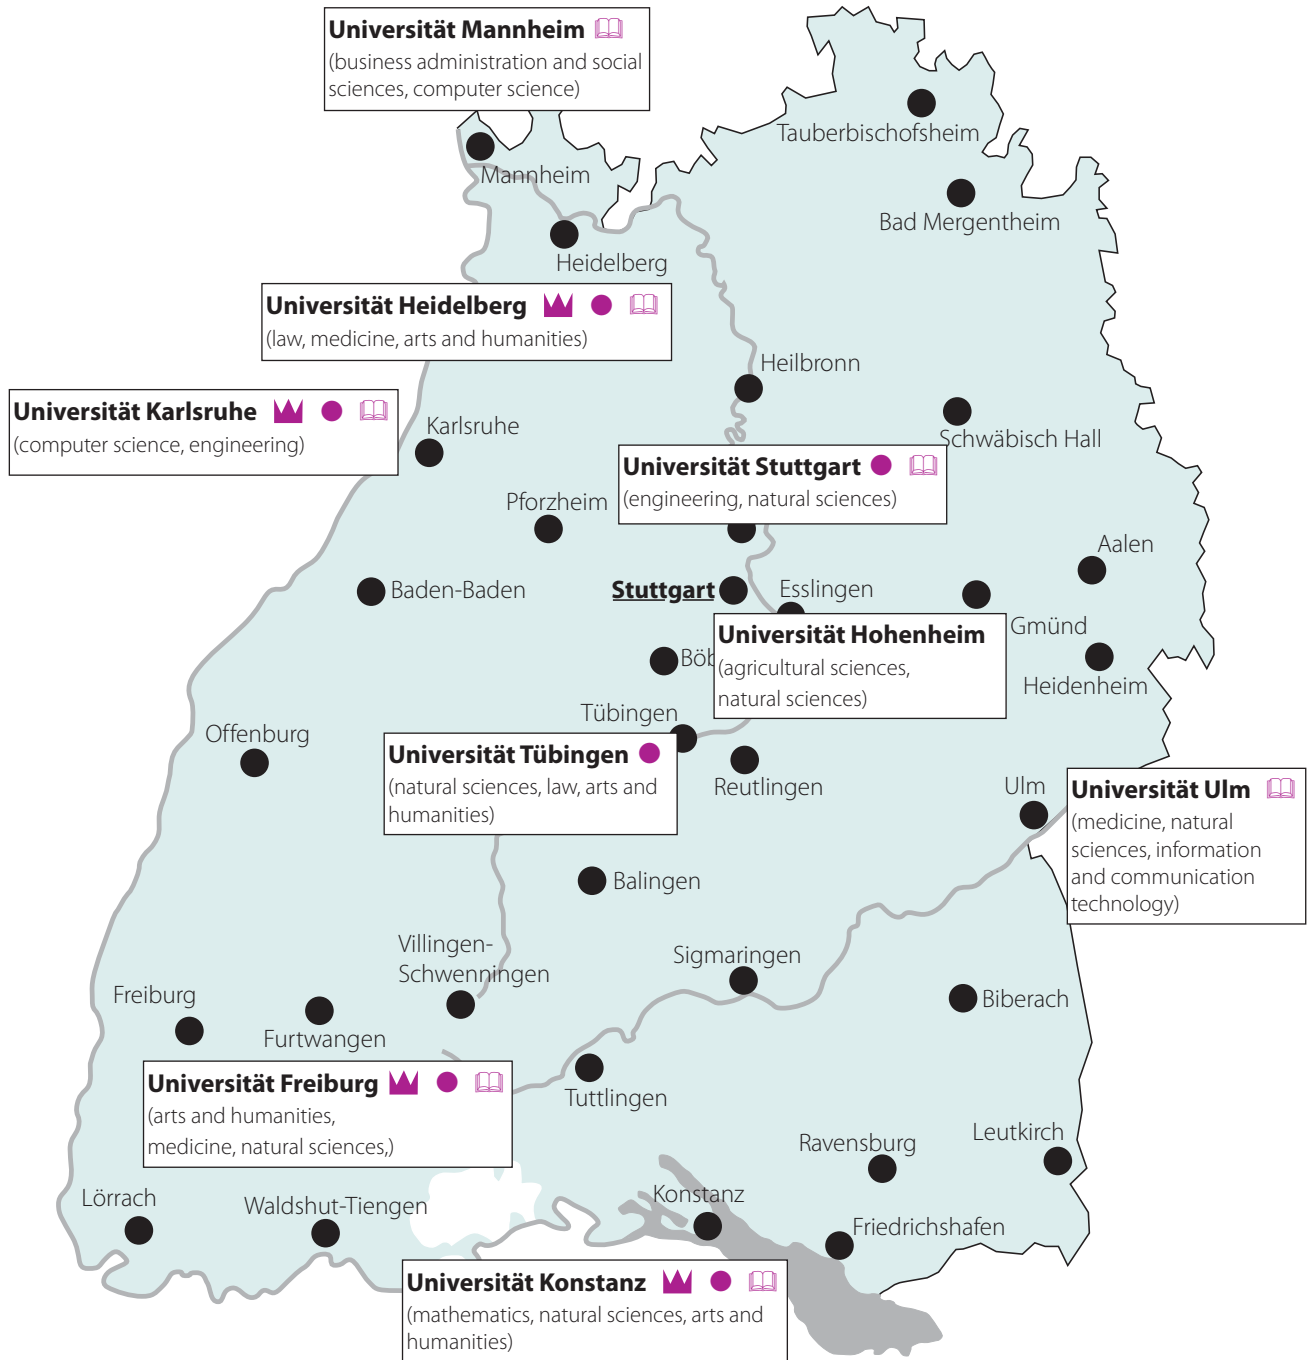 Universität Mannheim
(business administration and social
sciences, computer science)
Tauberbischofsheim
Mannheim
Bad Mergentheim
Heidelberg
Universität Heidelberg
(law, medicine, arts and humanities)
Heilbronn
Universität Karlsruhe
(computer science, engineering)
Karlsruhe
Schwäbisch Hall
Universität Stuttgart
(engineering, natural sciences)
Pforzheim
Aalen
Baden-Baden
Stuttgart
Esslingen
Gmünd
Universität Hohenheim
(agricultural sciences,
natural sciences)
Heidenheim
Tübingen
Offenburg
Universität Tübingen
(natural sciences, law, arts and
humanities)
Reutlingen
Ulm
Universität Ulm
(medicine, natural
sciences, information
and communication
technology)
Balingen
Villingen-
Schwenningen
Sigmaringen
Freiburg
Furtwangen
Biberach
Universität Freiburg
(arts and humanities,
medicine, natural sciences,)
Tuttlingen
Ravensburg
Leutkirch
Lörrach
Waldshut-Tiengen
Konstanz
Friedrichshafen
Universität Konstanz
(mathematics, natural sciences, arts and
humanities)